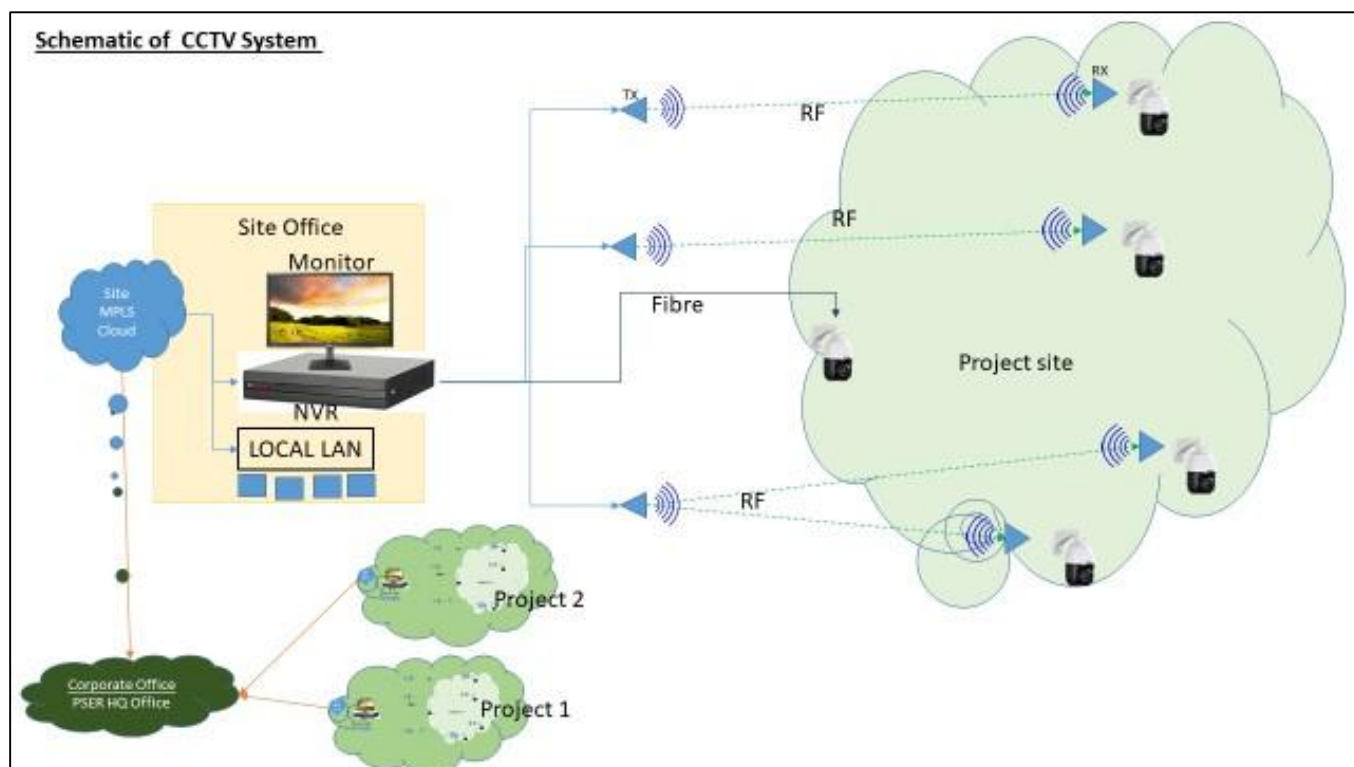 Schematic of CCTV System
Tx
RX
RF
Site Office
Monitor
RF
Site
MPLS
Cloud
Fibre
Project site
NVR
LOCAL LAN
RF
Project 2
Corporate Office
PSER HQ Office
Project 1